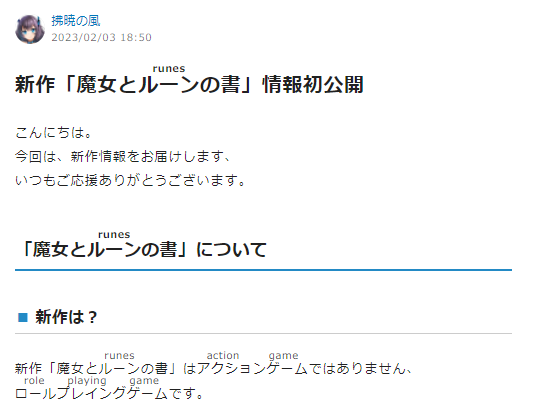 拂暁の風
2023/02/03 18:50
runes
新作「魔女とルーンの書」情報初公開
こんにちは。
今回は、新作情報をお届けします、
いつもご応援ありがとうございます。
runes
「魔女とルーンの書」について
■ 新作は？
runes action game
新作「魔女とルーンの書」はアクションゲームではありません、
role playing game
ロールプレイングゲームです。